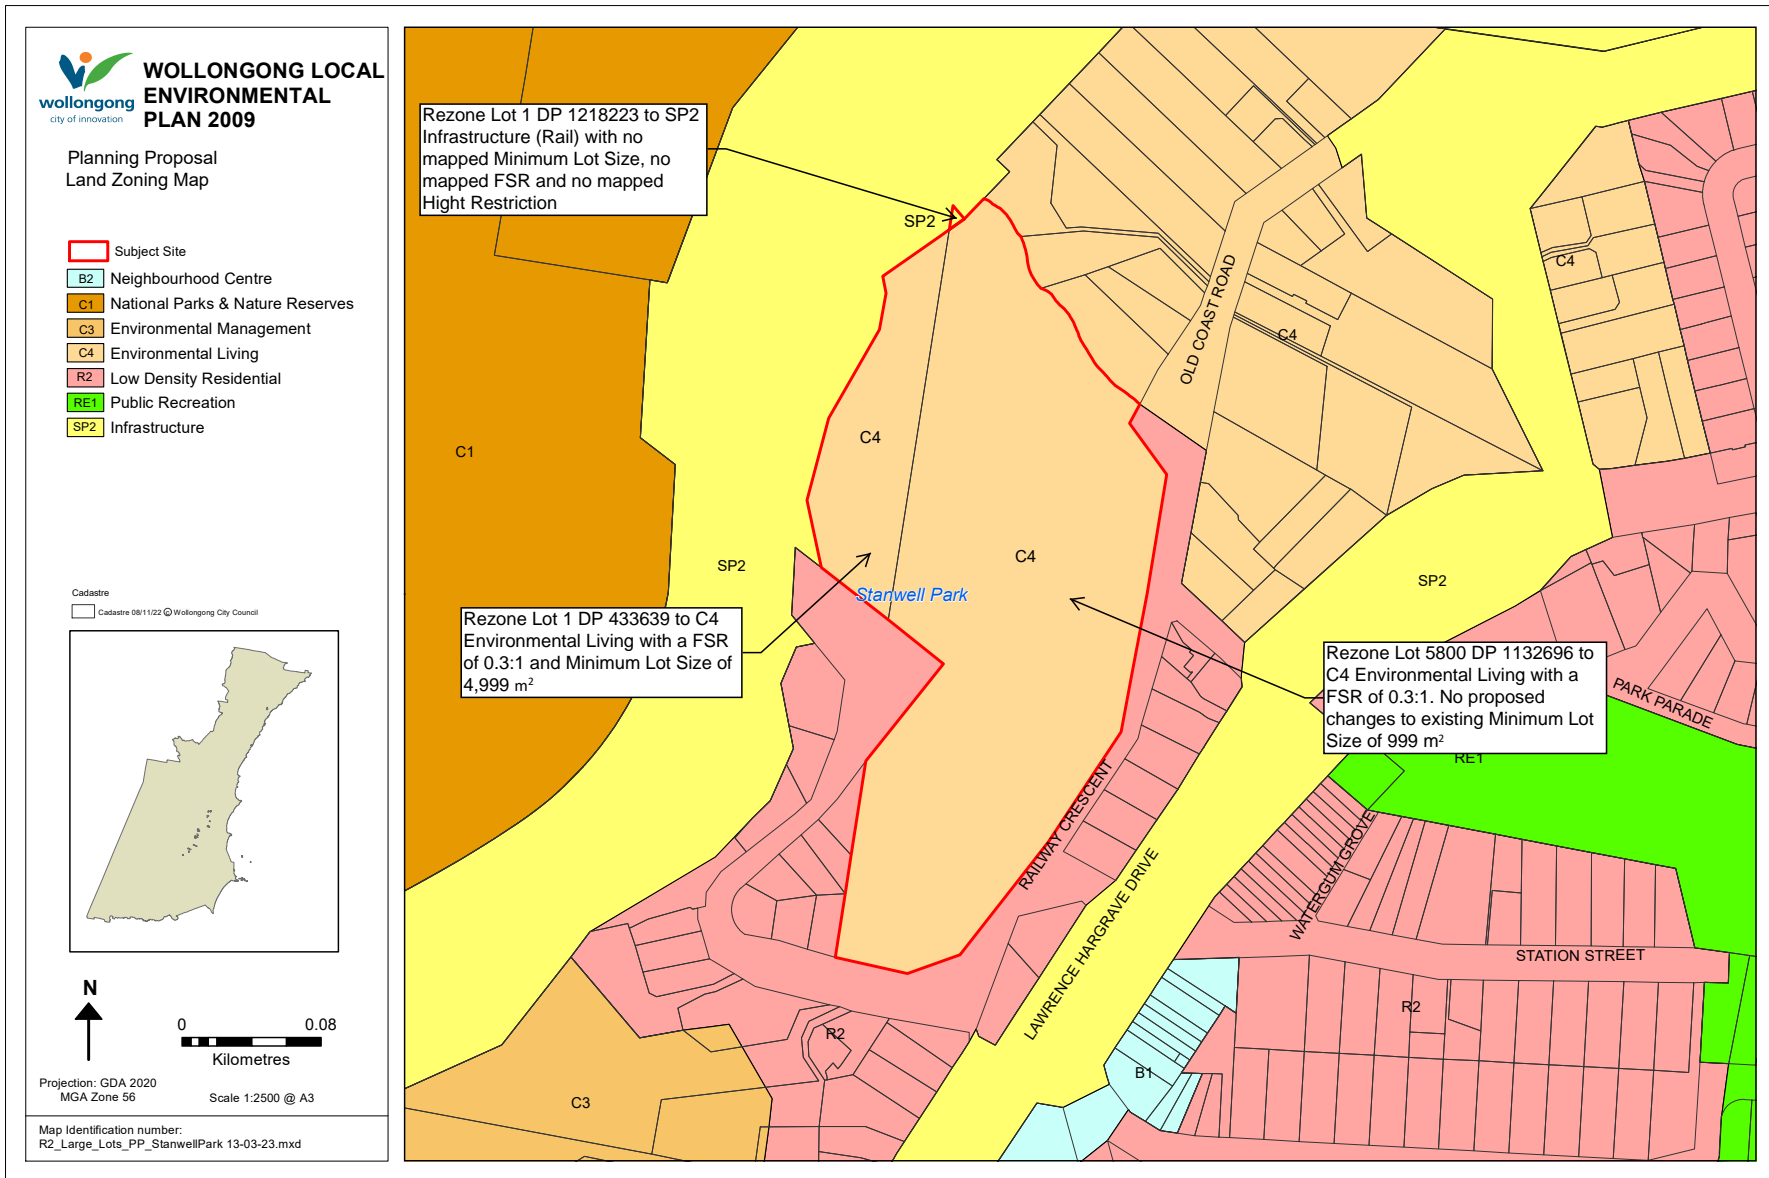 wollongong
city of innovation
WOLLONGONG LOCAL
ENVIRONMENTAL
PLAN 2009
Planning Proposal
Land Zoning Map
Subject Site
B2 Neighbourhood Centre
C1 National Parks & Nature Reserves
C3 Environmental Management
C4 Environmental Living
R2 Low Density Residential
RE1 Public Recreation
SP2 Infrastructure
Cadastre
Cadastre 08/11/22 © Wollongong City Council
N
0 0.08
Kilometres
Projection: GDA 2020
MGA Zone 56
Scale 1:2500 @ A3
Map Identification number:
R2_Large_Lots_PP_StanwellPark 13-03-23.mxd
Rezone Lot 1 DP 1218223 to SP2
Infrastructure (Rail) with no
mapped Minimum Lot Size, no
mapped FSR and no mapped
Hight Restriction
SP2
C4
OLD COAST ROAD
C4
C4
C1
C4
SP2
SP2
Stanwell Park
Rezone Lot 1 DP 433639 to C4
Environmental Living with a FSR
of 0.3:1 and Minimum Lot Size of
4,999 m²
Rezone Lot 5800 DP 1132696 to
C4 Environmental Living with a
FSR of 0.3:1. No proposed
changes to existing Minimum Lot
Size of 999 m²
PARK PARADE
RE1
RAILWAY CRESCENT
LAWRENCE HARGRAVE DRIVE
WATERGUM GROVE
STATION STREET
R2
R2
B1
C3